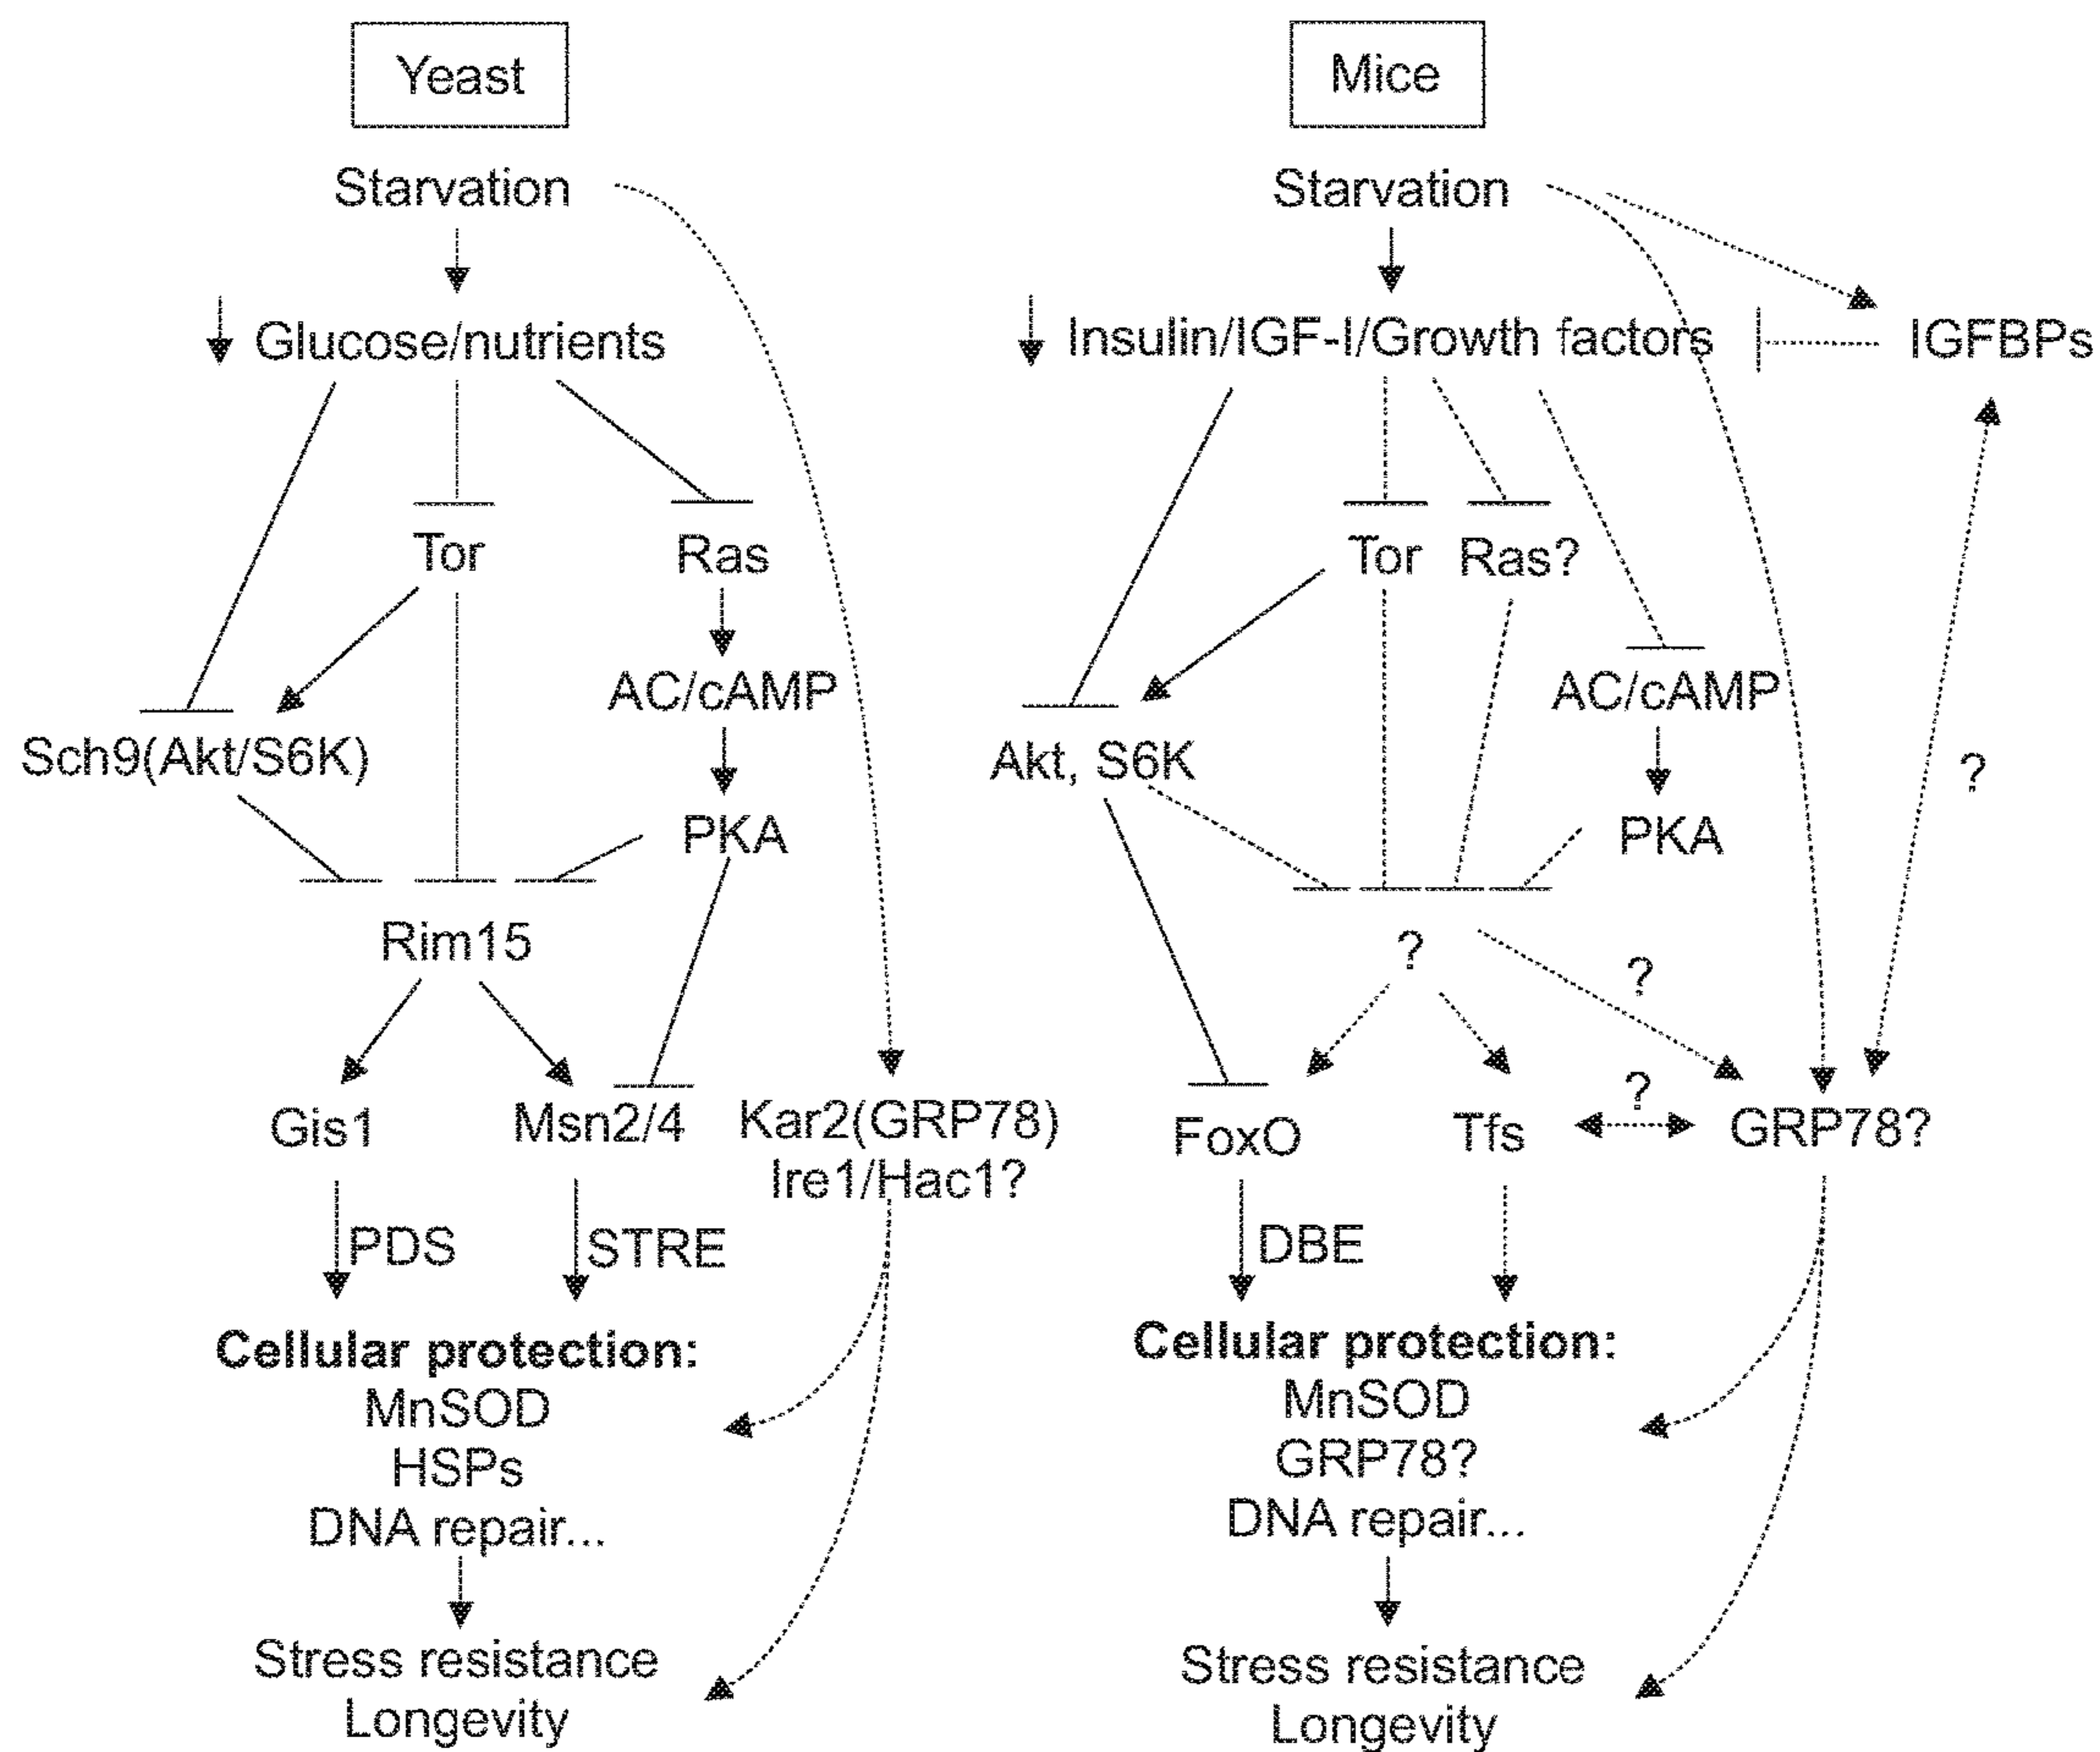 Yeast
Starvation
Glucose/nutrients
Tor
Ras
AC/cAMP
Sch9(Akt/S6K)
PKA
Rim15
Gis1
Msn2/4
Kar2(GRP78)
Ire1/Hac1?
PDS
STRE
Cellular protection:
MnSOD
HSPs
DNA repair...
Stress resistance
Longevity
Mice
Starvation
Insulin/IGF-I/Growth factors
IGFBPs
Tor
Ras?
AC/cAMP
Akt, S6K
?
PKA
?
?
?
FoxO
Tfs
GRP78?
DBE
Cellular protection:
MnSOD
GRP78?
DNA repair...
Stress resistance
Longevity